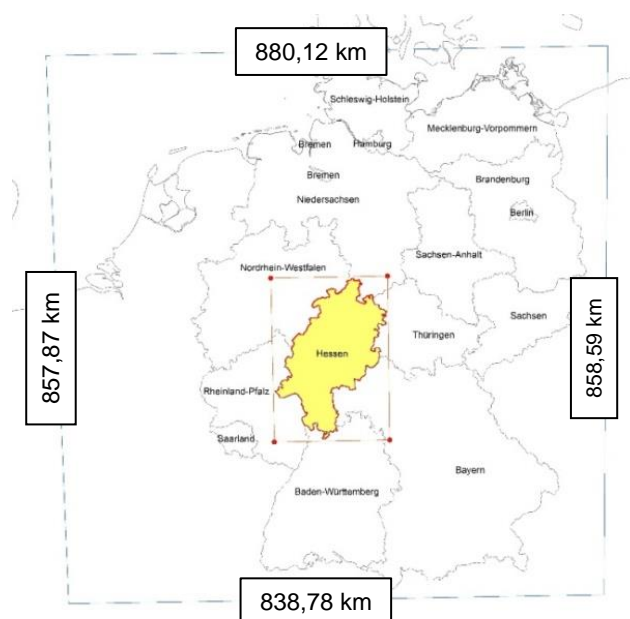 880,12 km
Schleswig-Holstein
Mecklenburg-Vorpommern
Bremen
Hamburg
Bremen
Brandenburg
Niedersachsen
Berlin
Sachsen-Anhalt
Nordrhein-Westfalen
857,87 km
858,59 km
Sachsen
Thüringen
Hessen
Rheinland-Pfalz
Saarland
Bayern
Baden-Württemberg
838,78 km